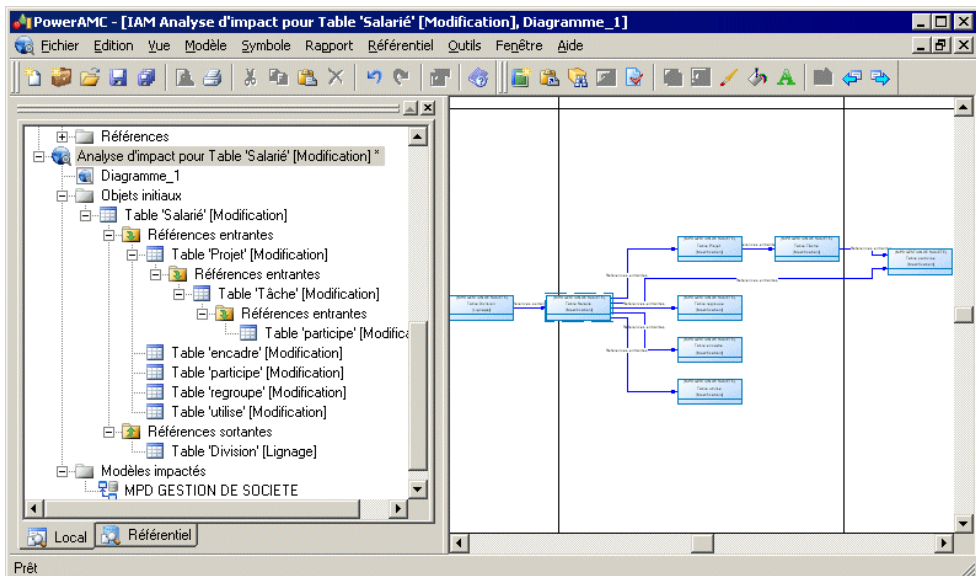 PowerAMC - [IAM Analyse d'impact pour Table 'Salarié' [Modification], Diagramme_1]
Fichier Edition Vue Modèle Symbole Rapport Référentiel Outils Fenêtre Aide
Références
Analyse d'impact pour Table 'Salarié' [Modification] *
Diagramme_1
Objets initiaux
Table 'Salarié' [Modification]
Références entrantes
Table 'Projet' [Modification]
Références entrantes
Table 'Tâche' [Modification]
Références entrantes
Table 'participe' [Modifica
Table 'encadre' [Modification]
Table 'participe' [Modification]
Table 'regroupe' [Modification]
Table 'utilise' [Modification]
Références sortantes
Table 'Division' [Lignage]
Modèles impactés
MPD GESTION DE SOCIETE
Local Référentiel
Prêt